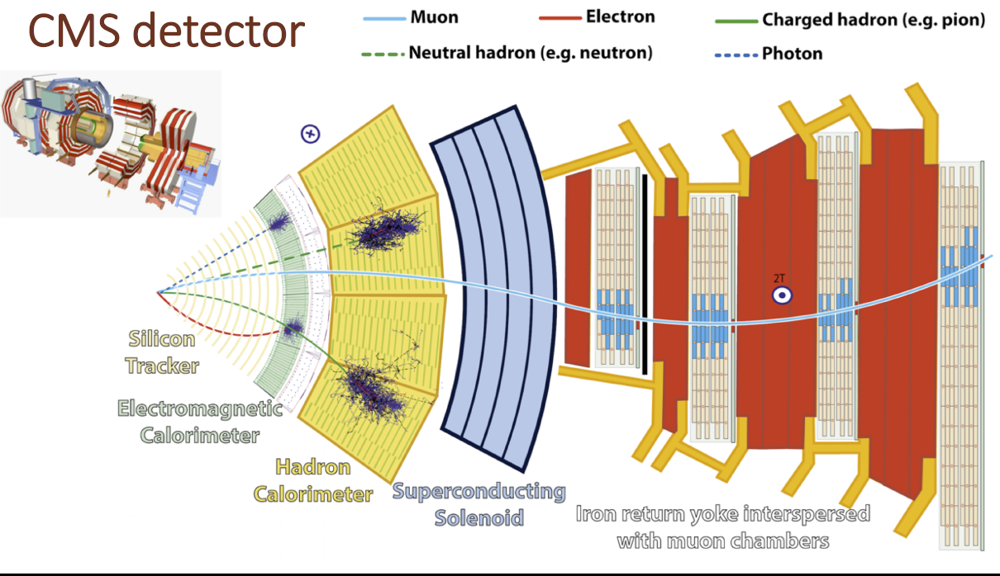 CMS detector
Muon
Electron
Charged hadron (e.g. pion)
Neutral hadron (e.g. neutron)
Photon
2T
Silicon
Tracker
Electromagnetic
Calorimeter
Hadron
Calorimeter
Superconducting
Solenoid
Iron return yoke interspersed
with muon chambers